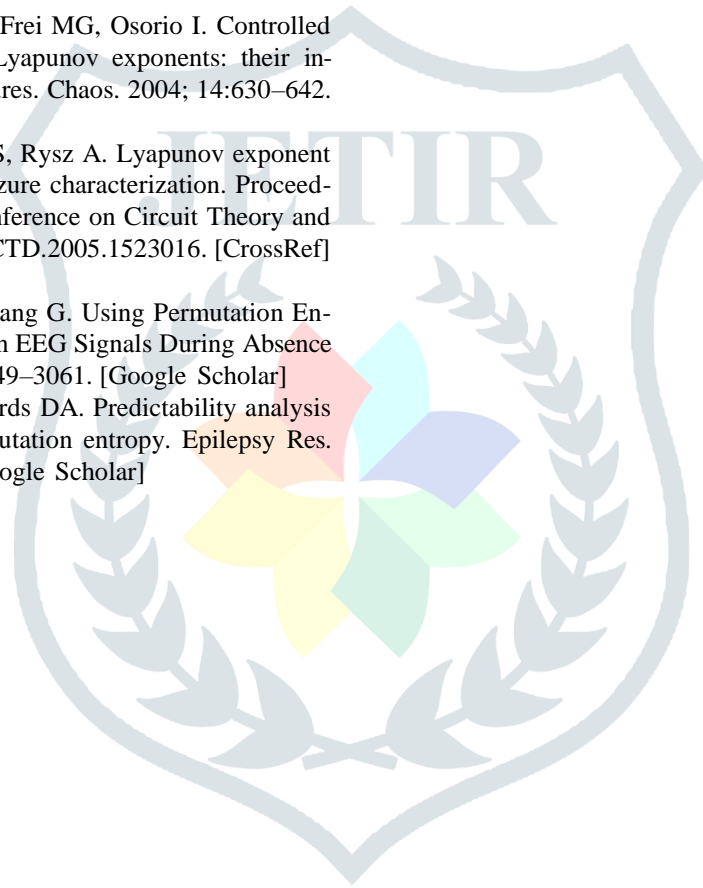 Frei MG, Osorio I. Controlled
Lyapunov exponents: their in-
ures. Chaos. 2004; 14:630–642.
JETIR
S, Rysz A. Lyapunov exponent
izure characterization. Proceed-
nference on Circuit Theory and
CTD.2005.1523016. [CrossRef]
ang G. Using Permutation En-
n EEG Signals During Absence
49–3061. [Google Scholar]
rds DA. Predictability analysis
utation entropy. Epilepsy Res.
ogle Scholar]